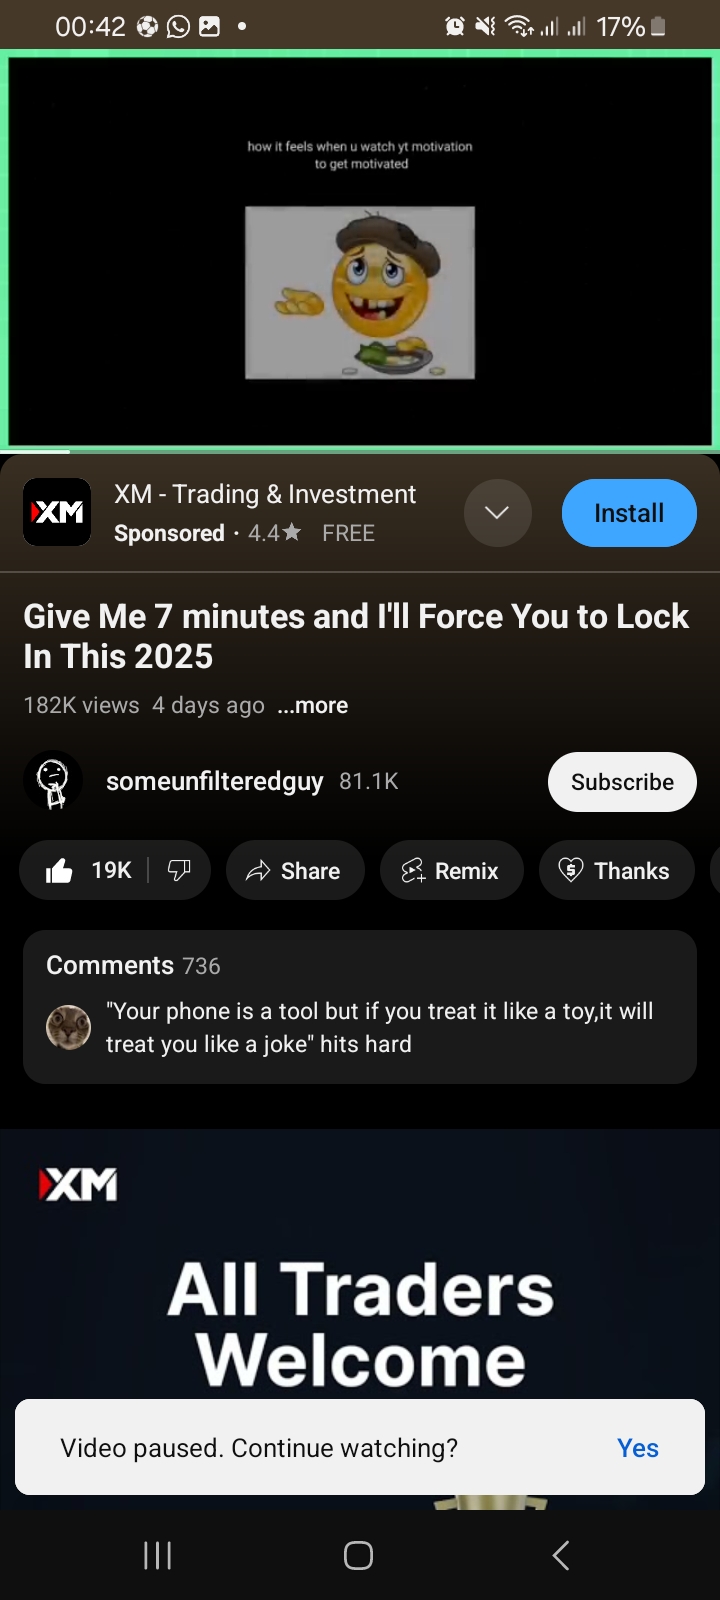 00:42
17%
how it feels when u watch yt motivation
to get motivated
XM
XM - Trading & Investment
Sponsored · 4.4★ FREE
Install
Give Me 7 minutes and I'll Force You to Lock
In This 2025
182K views 4 days ago ...more
someunfilteredguy 81.1K
Subscribe
19K
Share
Remix
Thanks
Comments 736
"Your phone is a tool but if you treat it like a toy,it will
treat you like a joke" hits hard
XM
All Traders
Welcome
Video paused. Continue watching?
Yes